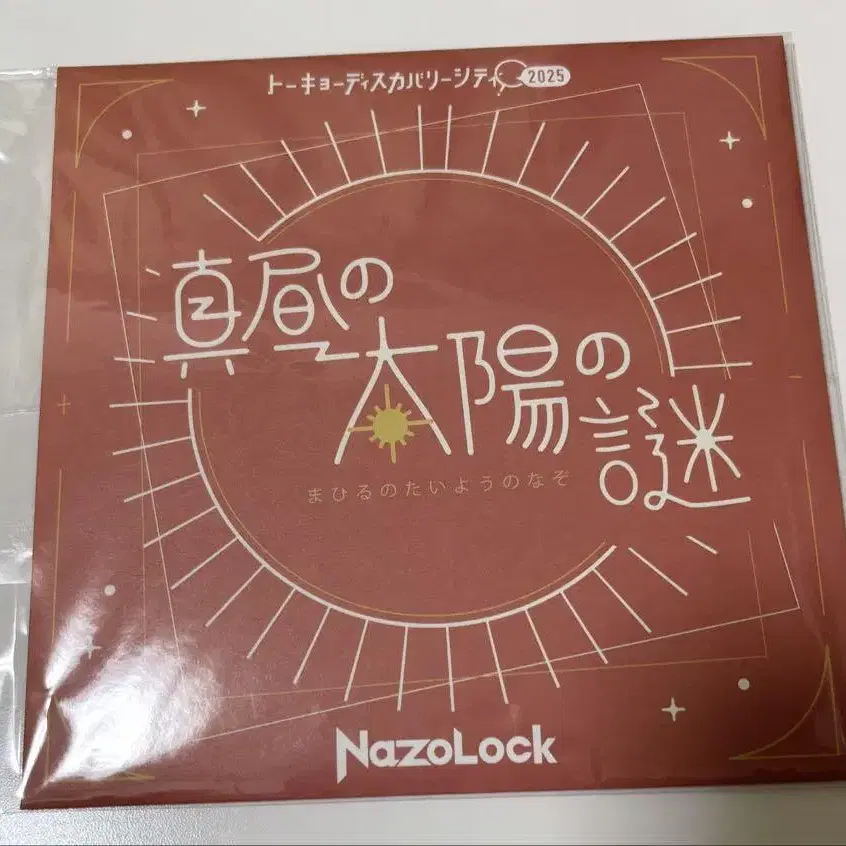 トーキョーディスカバリーシティ 2025
真昼の
太陽の
謎
まひるのたいようのなぞ
NazoLock